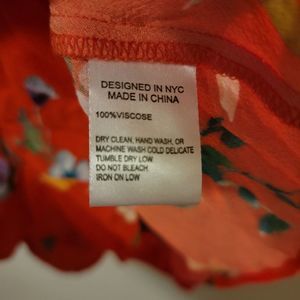 DESIGNED IN NYC
MADE IN CHINA
100%VISCOSE
DRY CLEAN, HAND WASH, OR
MACHINE WASH COLD DELICATE
TUMBLE DRY LOW
DO NOT BLEACH
IRON ON LOW